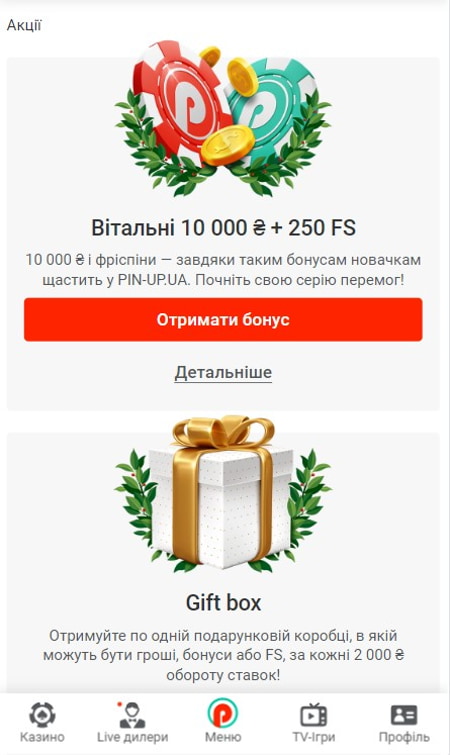 Акції
Вітальні 10 000 ₴ + 250 FS
10 000 ₴ і фріспіни — завдяки таким бонусам новачкам
щастить у PIN-UP.UA. Почніть свою серію перемог!
Отримати бонус
Детальніше
Gift box
Отримуйте по одній подарунковій коробці, в якій
можуть бути гроші, бонуси або FS, за кожні 2 000 ₴
обороту ставок!
Казино Live дилери Меню TV-Ігри Профіль